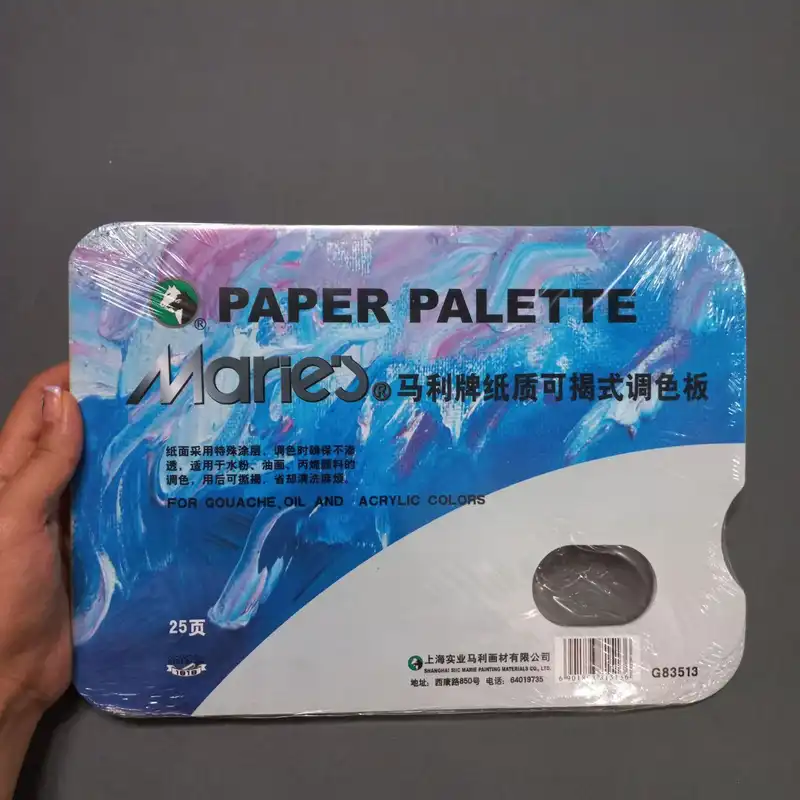 PAPER PALETTE
Marie's® 马利牌纸质可揭式调色板
纸面采用特殊涂层、调色时确保不渗
透，适用于水粉、油画、丙烯颜料的
调色，用后可撕揭，省却清洗麻烦。
FOR GOUACHE, OIL AND ACRYLIC COLORS
25页
1919
上海实业马利画材有限公司
SHANGHAI SIIC MARIE PAINTING MATERIALS CO., LTD.
地址：西康路850号 电话：64019735
G83513